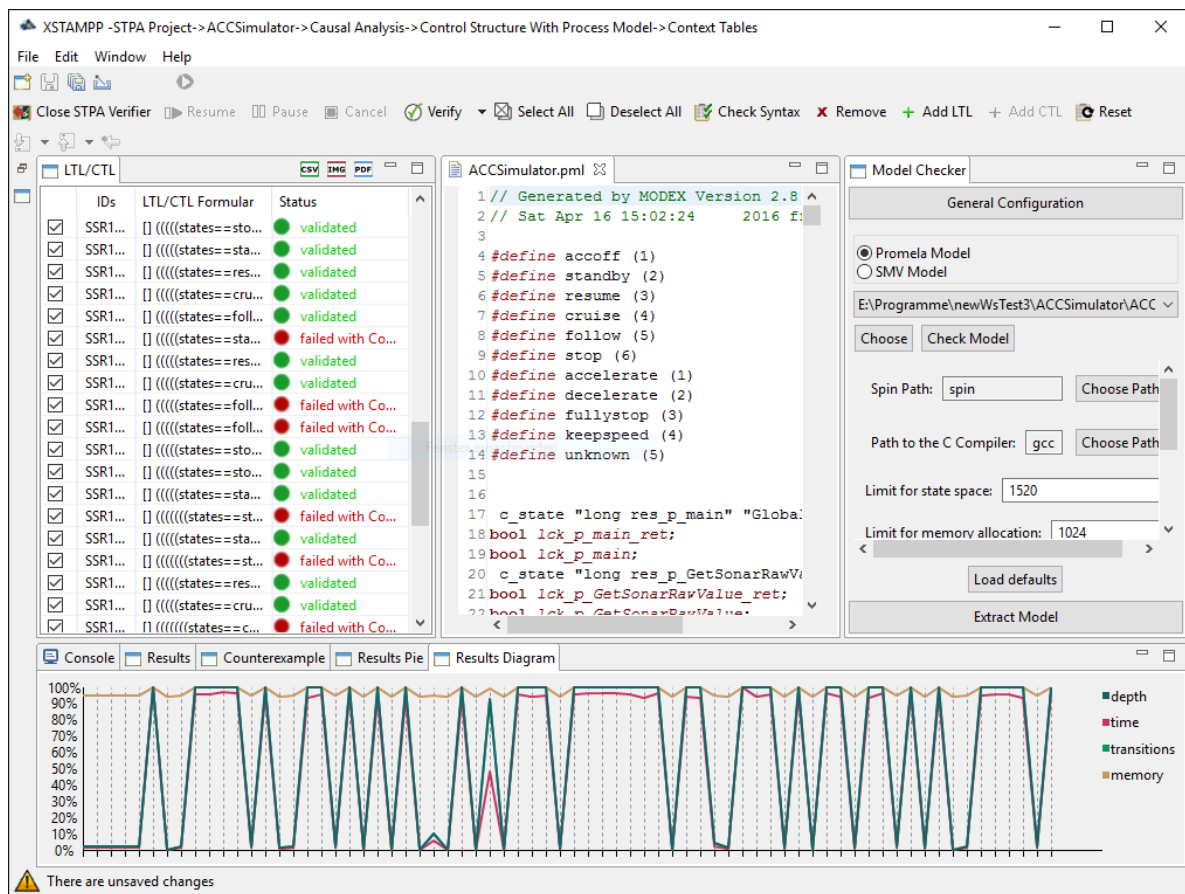 XSTAMPP -STPA Project->ACCSimulator->Causal Analysis->Control Structure With Process Model->Context Tables
File Edit Window Help
Close STPA Verifier Resume Pause Cancel Verify Select All Deselect All Check Syntax Remove Add LTL Add CTL Reset
LTL/CTL CSV IMG PDF
IDs LTL/CTL Formular Status
SSR1... [] (((((states==sto... validated
SSR1... [] (((((states==sta... validated
SSR1... [] (((((states==res... validated
SSR1... [] (((((states==cru... validated
SSR1... [] (((((states==foll... validated
SSR1... [] (((((states==sta... failed with Co...
SSR1... [] (((((states==res... validated
SSR1... [] (((((states==cru... validated
SSR1... [] (((((states==foll... failed with Co...
SSR1... [] (((((states==foll... failed with Co...
SSR1... [] (((((states==sto... validated
SSR1... [] (((((states==sto... validated
SSR1... [] (((((states==sta... validated
SSR1... [] (((((((states==st... failed with Co...
SSR1... [] (((((states==sta... validated
SSR1... [] (((((((states==st... failed with Co...
SSR1... [] (((((states==res... validated
SSR1... [] (((((states==cru... validated
SSR1... [] (((((((states==c... failed with Co...
ACCSimulator.pml
1 // Generated by MODEX Version 2.8
2 // Sat Apr 16 15:02:24 2016
3
4 #define accoff (1)
5 #define standby (2)
6 #define resume (3)
7 #define cruise (4)
8 #define follow (5)
9 #define stop (6)
10 #define accelerate (1)
11 #define decelerate (2)
12 #define fullystop (3)
13 #define keepspeed (4)
14 #define unknown (5)
15
16
17 c_state "long res_p_main" "Global
18 bool lck_p_main_ret;
19 bool lck_p_main;
20 c_state "long res_p_GetSonarRawVa
21 bool lck_p_GetSonarRawValue_ret;
22 bool lck_p_GetSonarRawValue;
Model Checker
General Configuration
Promela Model
SMV Model
E:\Programme\newWsTest3\ACCSimulator\ACC
Choose Check Model
Spin Path: spin Choose Path
Path to the C Compiler: gcc Choose Path
Limit for state space: 1520
Limit for memory allocation: 1024
Load defaults
Extract Model
Console Results Counterexample Results Pie Results Diagram
100%
90%
80%
70%
60%
50%
40%
30%
20%
10%
0%
depth
time
transitions
memory
There are unsaved changes